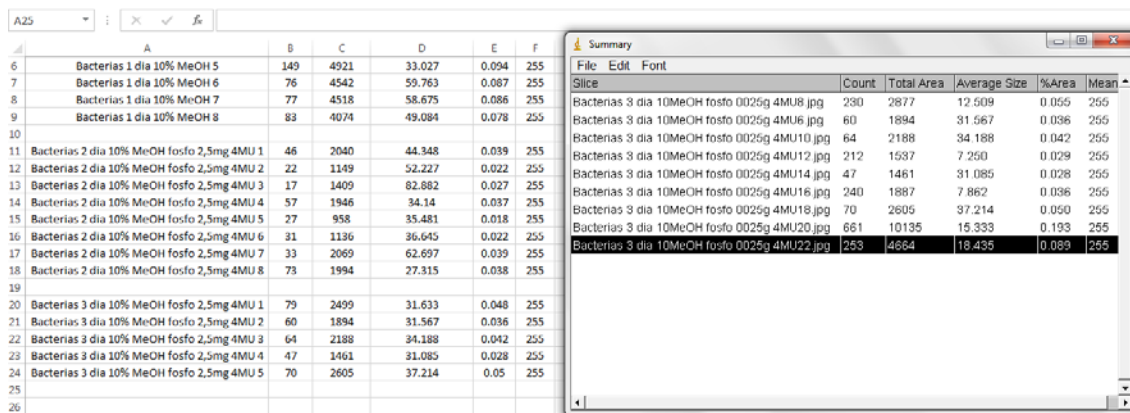 A25 fx
A B C D E F
6 Bacterias 1 dia 10% MeOH 5 149 4921 33.027 0.094 255
7 Bacterias 1 dia 10% MeOH 6 76 4542 59.763 0.087 255
8 Bacterias 1 dia 10% MeOH 7 77 4518 58.675 0.086 255
9 Bacterias 1 dia 10% MeOH 8 83 4074 49.084 0.078 255
10
11 Bacterias 2 dia 10% MeOH fosfo 2,5mg 4MU 1 46 2040 44.348 0.039 255
12 Bacterias 2 dia 10% MeOH fosfo 2,5mg 4MU 2 22 1149 52.227 0.022 255
13 Bacterias 2 dia 10% MeOH fosfo 2,5mg 4MU 3 17 1409 82.882 0.027 255
14 Bacterias 2 dia 10% MeOH fosfo 2,5mg 4MU 4 57 1946 34.14 0.037 255
15 Bacterias 2 dia 10% MeOH fosfo 2,5mg 4MU 5 27 958 35.481 0.018 255
16 Bacterias 2 dia 10% MeOH fosfo 2,5mg 4MU 6 31 1136 36.645 0.022 255
17 Bacterias 2 dia 10% MeOH fosfo 2,5mg 4MU 7 33 2069 62.697 0.039 255
18 Bacterias 2 dia 10% MeOH fosfo 2,5mg 4MU 8 73 1994 27.315 0.038 255
19
20 Bacterias 3 dia 10% MeOH fosfo 2,5mg 4MU 1 79 2499 31.633 0.048 255
21 Bacterias 3 dia 10% MeOH fosfo 2,5mg 4MU 2 60 1894 31.567 0.036 255
22 Bacterias 3 dia 10% MeOH fosfo 2,5mg 4MU 3 64 2188 34.188 0.042 255
23 Bacterias 3 dia 10% MeOH fosfo 2,5mg 4MU 4 47 1461 31.085 0.028 255
24 Bacterias 3 dia 10% MeOH fosfo 2,5mg 4MU 5 70 2605 37.214 0.05 255
25
26
Summary
File Edit Font
Slice Count Total Area Average Size %Area Mean
Bacterias 3 dia 10MeOH fosfo 0025g 4MU8.jpg 230 2877 12.509 0.055 255
Bacterias 3 dia 10MeOH fosfo 0025g 4MU6.jpg 60 1894 31.567 0.036 255
Bacterias 3 dia 10MeOH fosfo 0025g 4MU10.jpg 64 2188 34.188 0.042 255
Bacterias 3 dia 10MeOH fosfo 0025g 4MU12.jpg 212 1537 7.250 0.029 255
Bacterias 3 dia 10MeOH fosfo 0025g 4MU14.jpg 47 1461 31.085 0.028 255
Bacterias 3 dia 10MeOH fosfo 0025g 4MU16.jpg 240 1887 7.862 0.036 255
Bacterias 3 dia 10MeOH fosfo 0025g 4MU18.jpg 70 2605 37.214 0.050 255
Bacterias 3 dia 10MeOH fosfo 0025g 4MU20.jpg 661 10135 15.333 0.193 255
Bacterias 3 dia 10MeOH fosfo 0025g 4MU22.jpg 253 4664 18.435 0.089 255